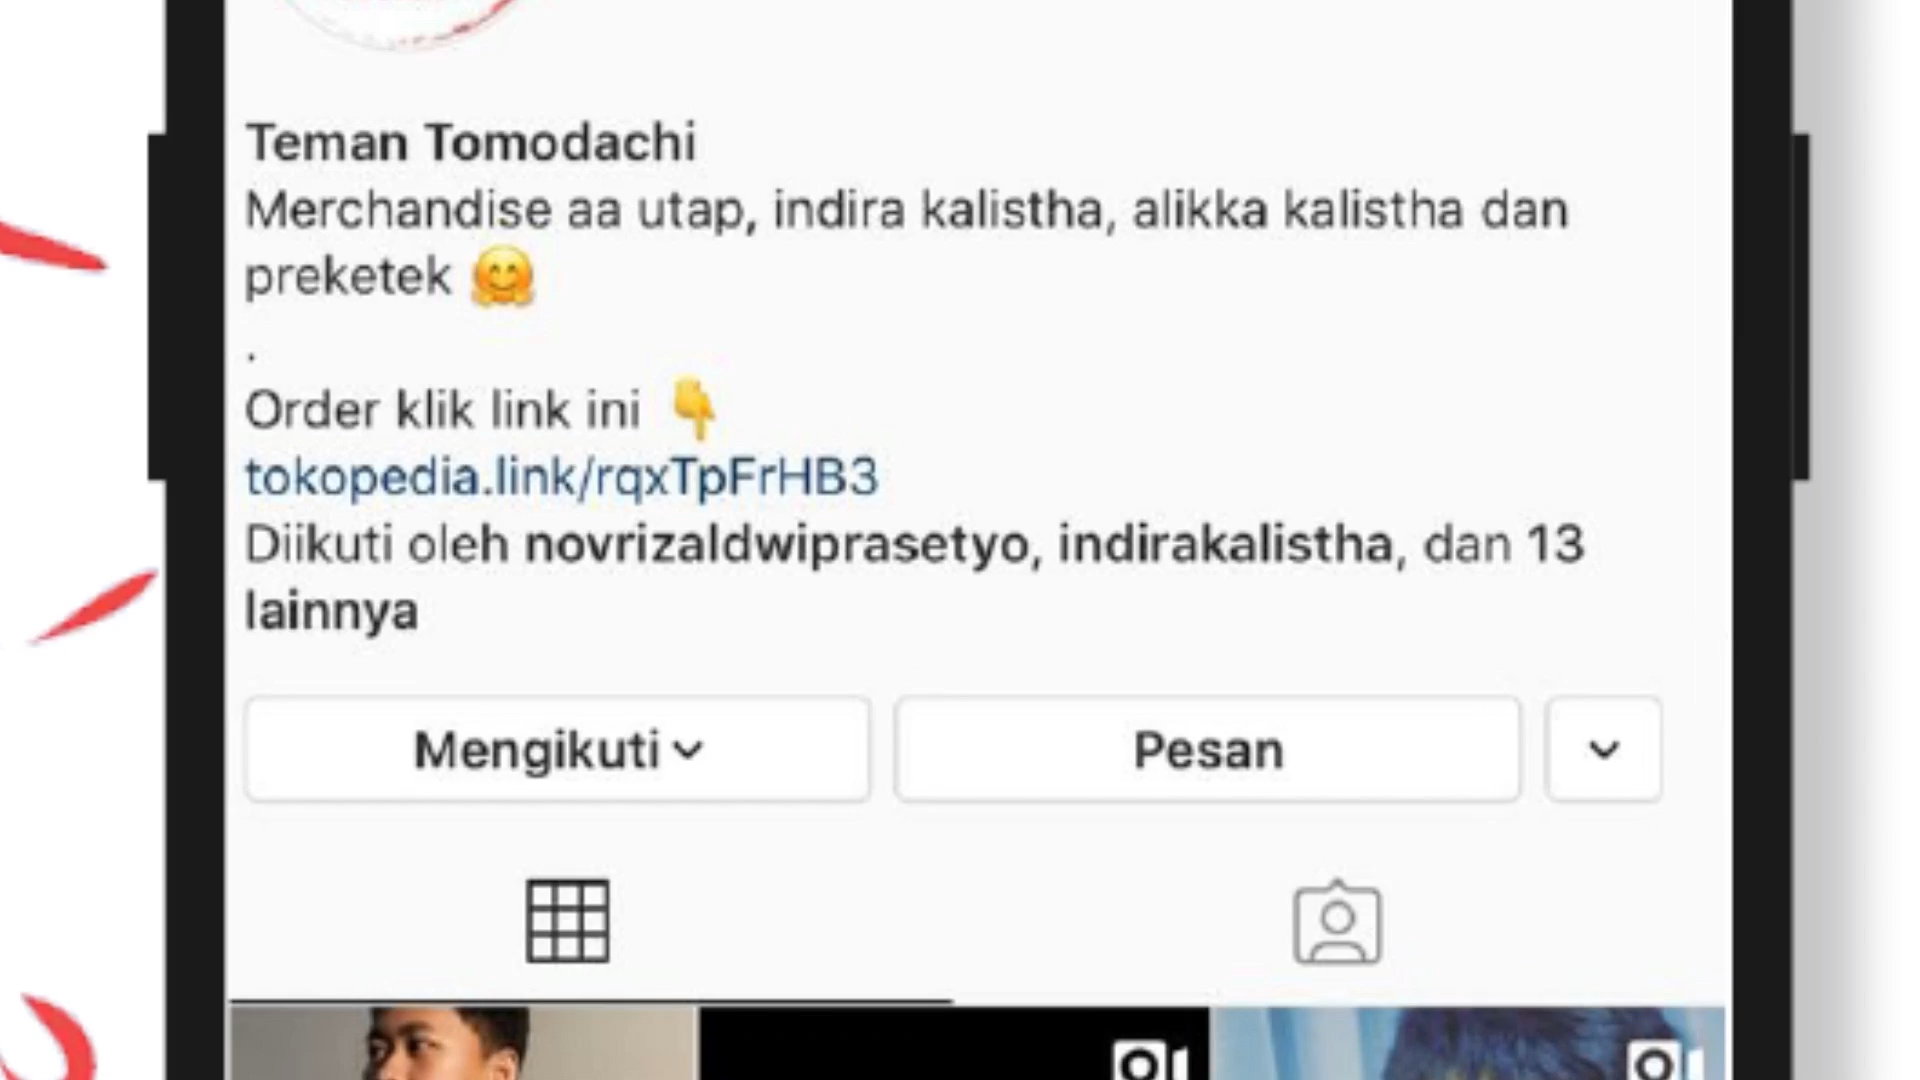 Teman Tomodachi
Merchandise aa utap, indira kalistha, alikka kalistha dan
preketek 🤗
.
Order klik link ini 👇
tokopedia.link/rqxTpFrHB3
Diikuti oleh novrizaldwiprasetyo, indirakalistha, dan 13
lainnya
Mengikuti
Pesan